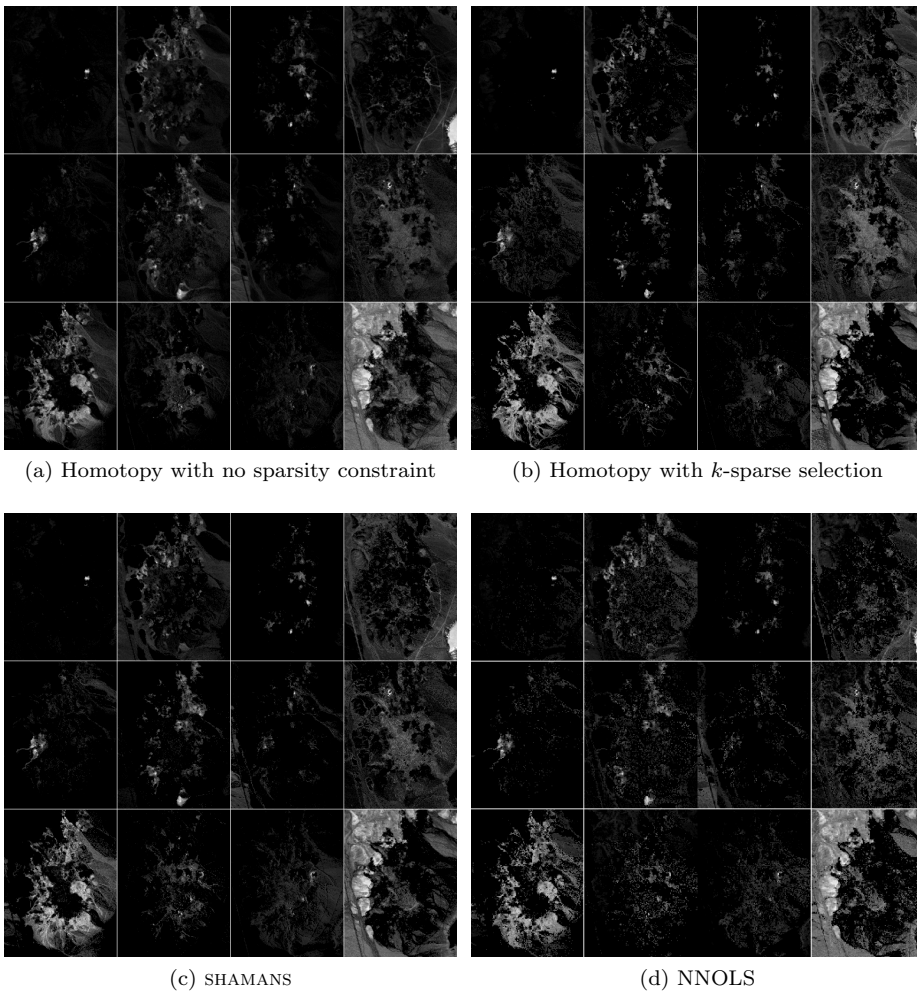 (a) Homotopy with no sparsity constraint
(b) Homotopy with k-sparse selection
(c) SHAMANS
(d) NNOLS